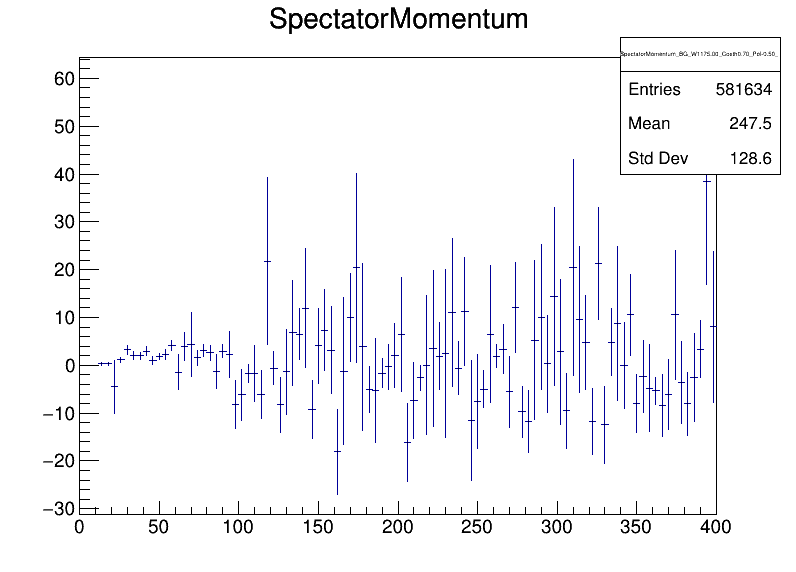 SpectatorMomentum
SpectatorMomentum_BG_W1175.00_Costh0.70_Pol-0.50_
Entries 581634
Mean 247.5
Std Dev 128.6
60
50
40
30
20
10
0
−10
−20
−30
0 50 100 150 200 250 300 350 400